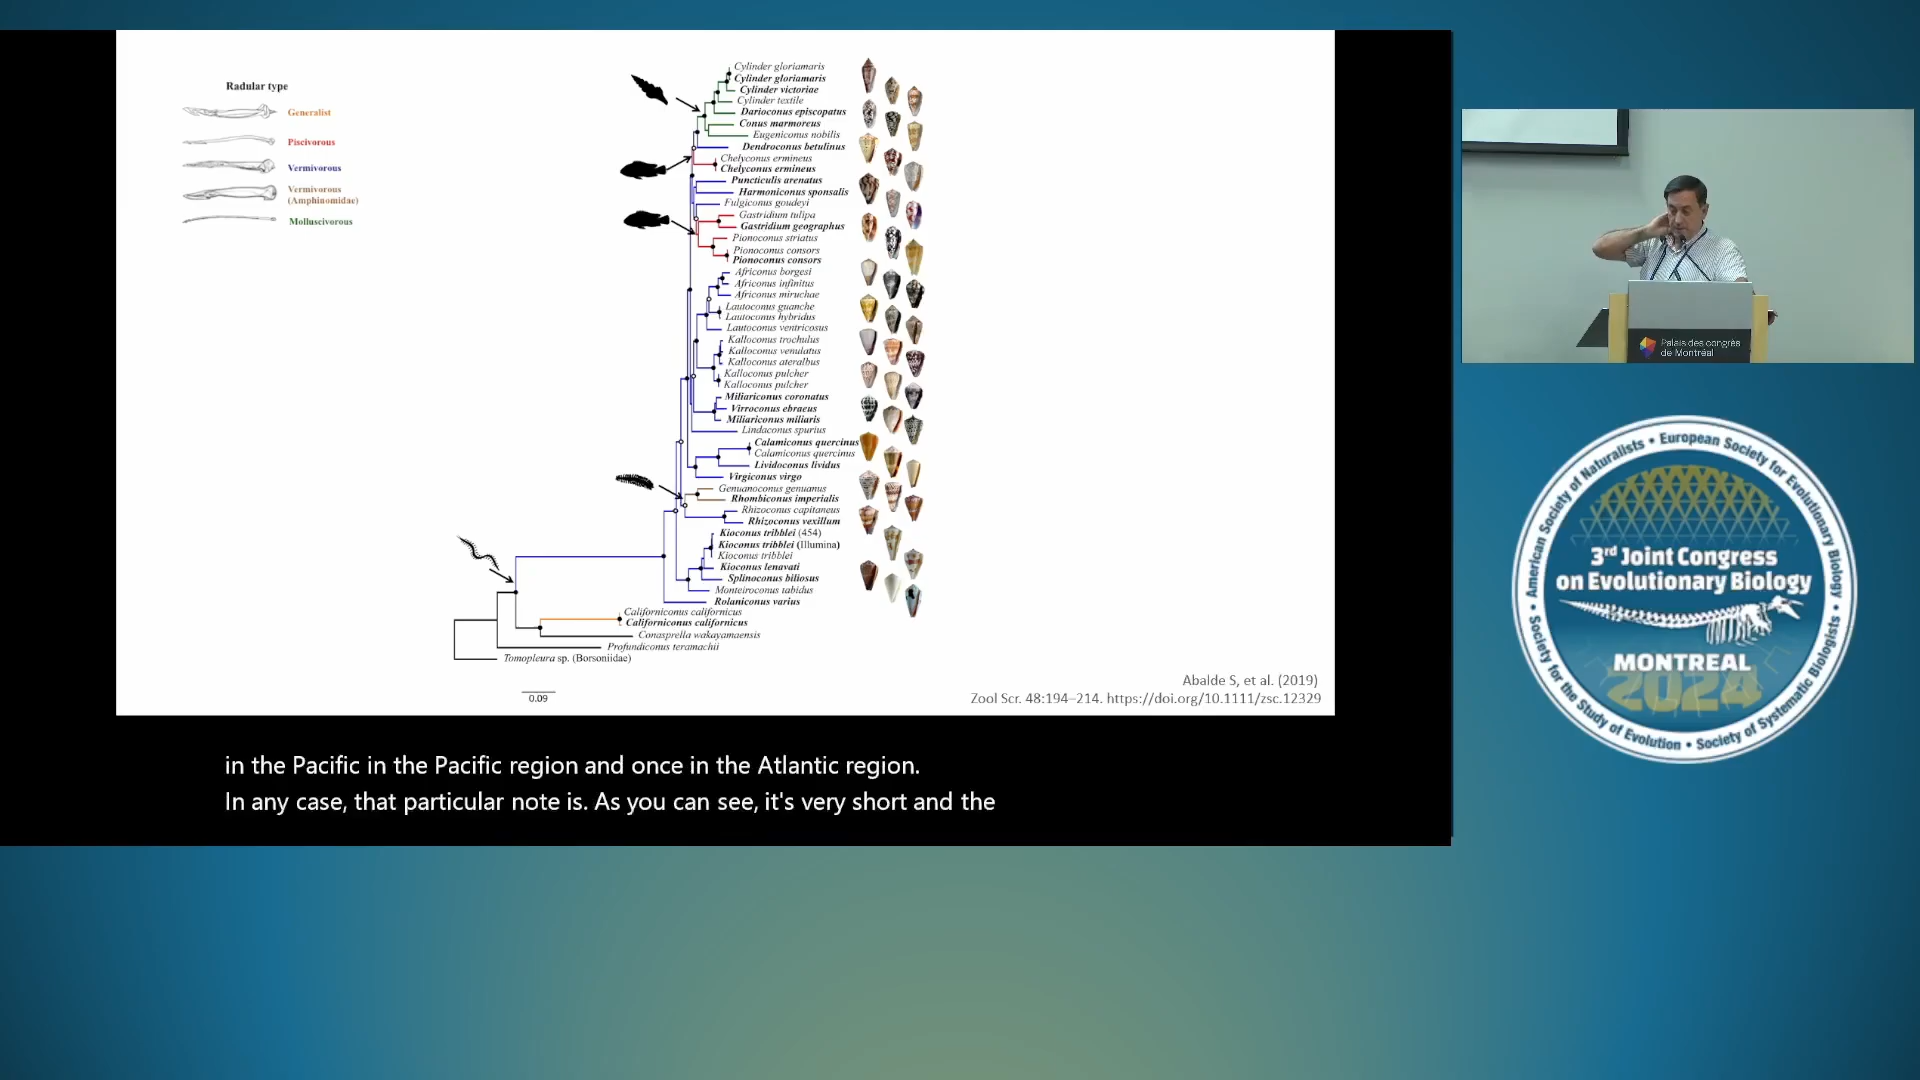 Radular type
Generalist
Piscivorous
Vermivorous
Vermivorous
(Amphinomidae)
Molluscivorous
Cylinder gloriamaris
Cylinder gloriamaris
Cylinder victoriae
Cylinder textile
Darioconus episcopatus
Conus marmoreus
Eugeniconus nobilis
Dendroconus betulinus
Chelyconus ermineus
Chelyconus ermineus
Puncticulis arenatus
Harmoniconus sponsalis
Fulgiconus goudeyi
Gastridium tulipa
Gastridium geographus
Pionoconus striatus
Pionoconus consors
Pionoconus consors
Africonus borgesi
Africonus infinitus
Africonus miruchae
Lautoconus guanche
Lautoconus hybridus
Lautoconus ventricosus
Kalloconus trochulus
Kalloconus venulatus
Kalloconus ateralbus
Kalloconus pulcher
Kalloconus pulcher
Miliariconus coronatus
Virroconus ebraeus
Miliariconus miliaris
Lindaconus spurius
Calamiconus quercinus
Calamiconus quercinus
Lividoconus lividus
Virgiconus virgo
Genuanoconus genuanus
Rhombiconus imperialis
Rhizoconus capitaneus
Rhizoconus vexillum
Kioconus tribblei (454)
Kioconus tribblei (Illumina)
Kioconus tribblei
Kioconus lenavati
Splinoconus biliosus
Monteiroconus tabidus
Rolaniconus varius
Californiconus californicus
Californiconus californicus
Conasprella wakayamaensis
Profundiconus teramachii
Tomopleura sp. (Borsoniidae)
0.09
Abalde S, et al. (2019)
Zool Scr. 48:194–214. https://doi.org/10.1111/zsc.12329
in the Pacific in the Pacific region and once in the Atlantic region.
In any case, that particular note is. As you can see, it's very short and the
Palais des congrès
de Montréal
American Society of Naturalists • European Society for Evolutionary Biology •
Society for the Study of Evolution • Society of Systematic Biologists •
3rd Joint Congress
on Evolutionary Biology
MONTREAL
2024